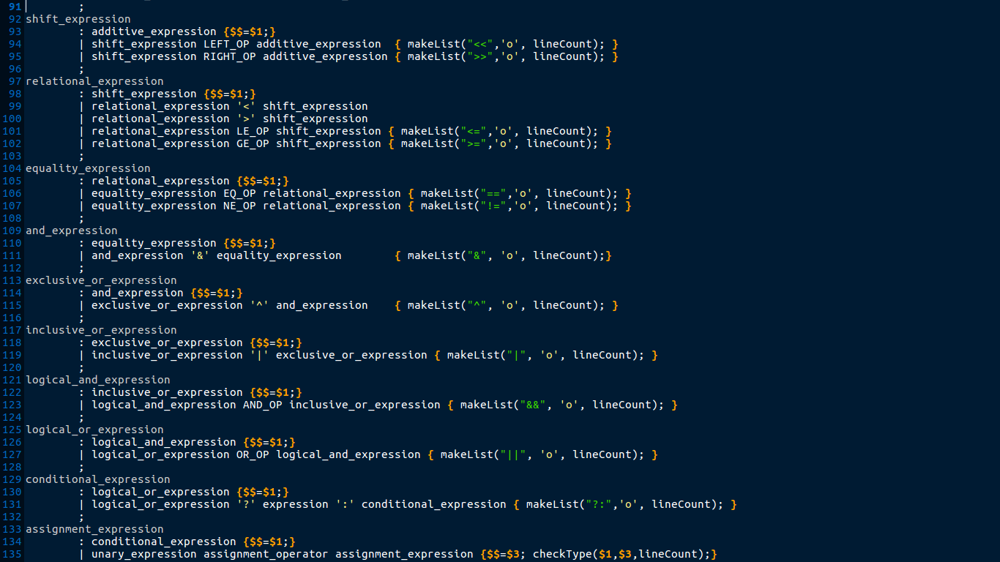 91         ;
92 shift_expression
93         : additive_expression {$$=$1;}
94         | shift_expression LEFT_OP additive_expression  { makeList("<<",'o', lineCount); }
95         | shift_expression RIGHT_OP additive_expression { makeList(">>",'o', lineCount); }
96         ;
97 relational_expression
98         : shift_expression {$$=$1;}
99         | relational_expression '<' shift_expression
100         | relational_expression '>' shift_expression
101         | relational_expression LE_OP shift_expression { makeList("<=",'o', lineCount); }
102         | relational_expression GE_OP shift_expression { makeList(">=",'o', lineCount); }
103         ;
104 equality_expression
105         : relational_expression {$$=$1;}
106         | equality_expression EQ_OP relational_expression { makeList("==",'o', lineCount); }
107         | equality_expression NE_OP relational_expression { makeList("!=",'o', lineCount); }
108         ;
109 and_expression
110         : equality_expression {$$=$1;}
111         | and_expression '&' equality_expression        { makeList("&", 'o', lineCount);}
112         ;
113 exclusive_or_expression
114         : and_expression {$$=$1;}
115         | exclusive_or_expression '^' and_expression    { makeList("^", 'o', lineCount); }
116         ;
117 inclusive_or_expression
118         : exclusive_or_expression {$$=$1;}
119         | inclusive_or_expression '|' exclusive_or_expression { makeList("|", 'o', lineCount); }
120         ;
121 logical_and_expression
122         : inclusive_or_expression {$$=$1;}
123         | logical_and_expression AND_OP inclusive_or_expression { makeList("&&", 'o', lineCount); }
124         ;
125 logical_or_expression
126         : logical_and_expression {$$=$1;}
127         | logical_or_expression OR_OP logical_and_expression { makeList("||", 'o', lineCount); }
128         ;
129 conditional_expression
130         : logical_or_expression {$$=$1;}
131         | logical_or_expression '?' expression ':' conditional_expression { makeList("?:",'o', lineCount); }
132         ;
133 assignment_expression
134         : conditional_expression {$$=$1;}
135         | unary_expression assignment_operator assignment_expression {$$=$3; checkType($1,$3,lineCount);}